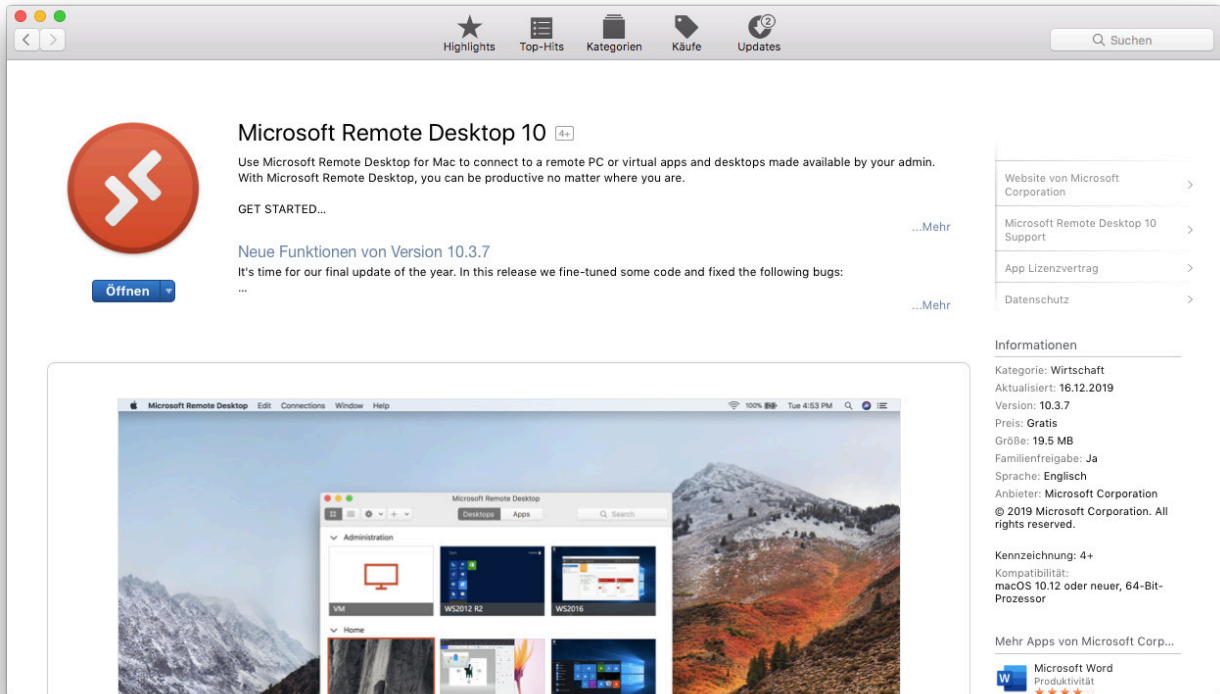 Highlights
Top-Hits
Kategorien
Käufe
2
Updates
Suchen
Microsoft Remote Desktop 10 4+
Use Microsoft Remote Desktop for Mac to connect to a remote PC or virtual apps and desktops made available by your admin.
With Microsoft Remote Desktop, you can be productive no matter where you are.
GET STARTED...
...Mehr
Neue Funktionen von Version 10.3.7
It's time for our final update of the year. In this release we fine-tuned some code and fixed the following bugs:
...
...Mehr
Öffnen
Website von Microsoft
Corporation
Microsoft Remote Desktop 10
Support
App Lizenzvertrag
Datenschutz
Informationen
Kategorie: Wirtschaft
Aktualisiert: 16.12.2019
Version: 10.3.7
Preis: Gratis
Größe: 19.5 MB
Familienfreigabe: Ja
Sprache: Englisch
Anbieter: Microsoft Corporation
© 2019 Microsoft Corporation. All
rights reserved.
Kennzeichnung: 4+
Kompatibilität:
macOS 10.12 oder neuer, 64-Bit-
Prozessor
Mehr Apps von Microsoft Corp...
Microsoft Word
Produktivität
Microsoft Remote Desktop Edit Connections Window Help
100% Tue 4:53 PM
Microsoft Remote Desktop
Desktops Apps Search
Administration
VM
WS2012 R2
WS2016
Home